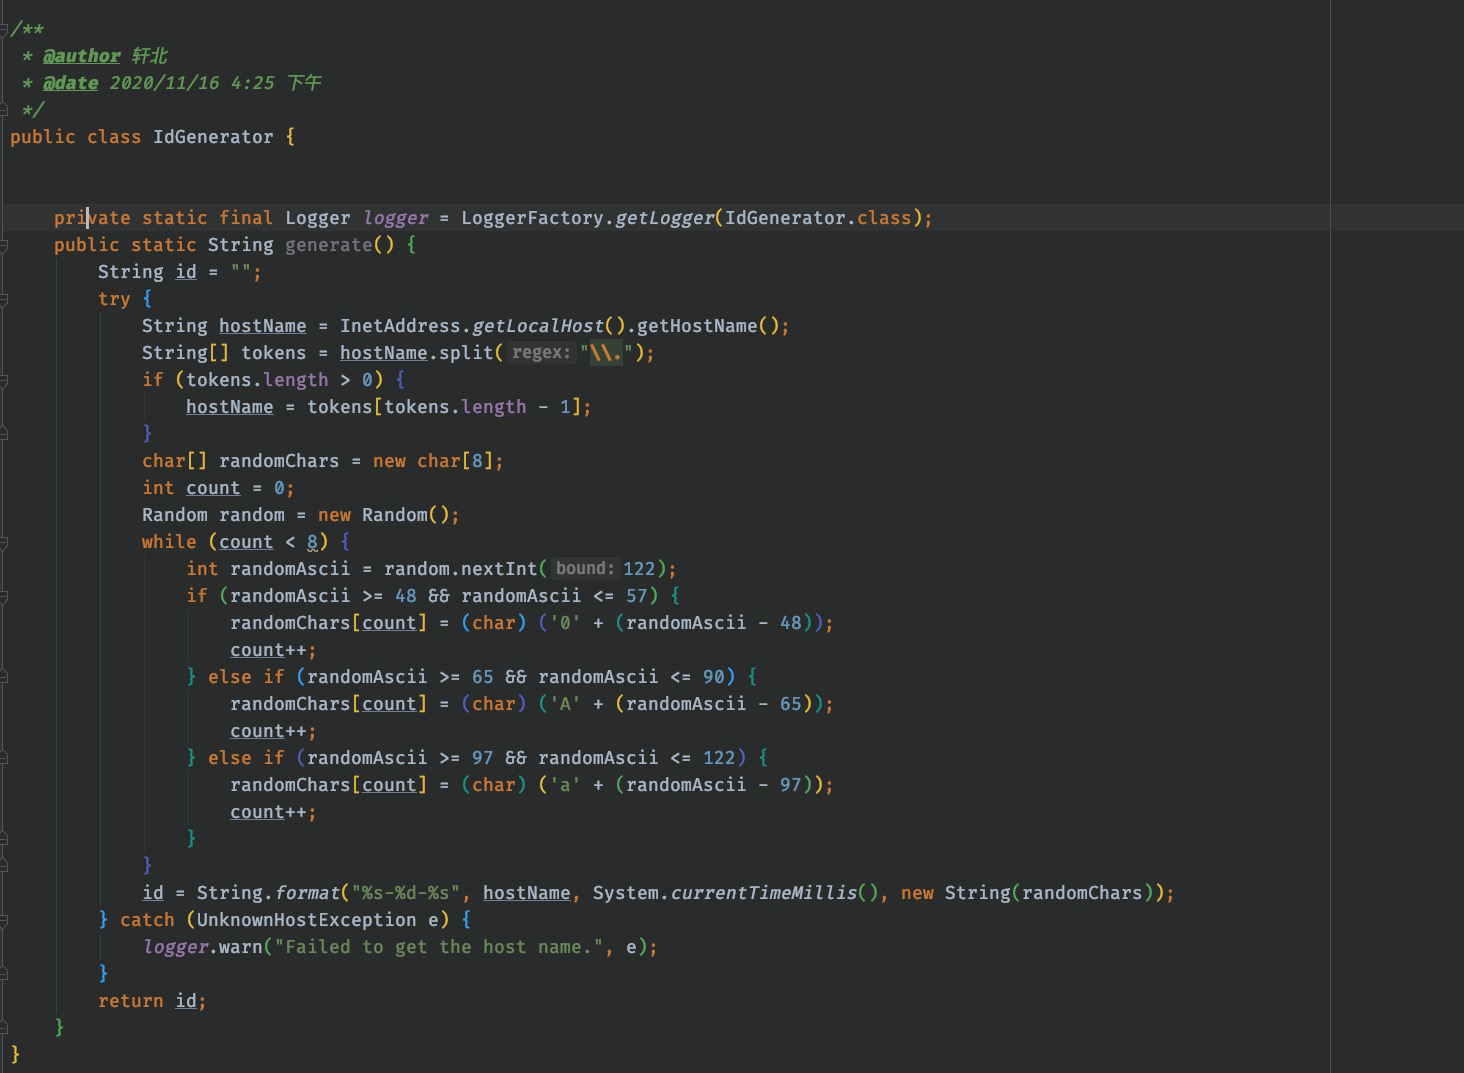 /**
 * @author 轩北
 * @date 2020/11/16 4:25 下午
 */
public class IdGenerator {
    private static final Logger logger = LoggerFactory.getLogger(IdGenerator.class);
    public static String generate() {
        String id = "";
        try {
            String hostName = InetAddress.getLocalHost().getHostName();
            String[] tokens = hostName.split( regex: "\\.");
            if (tokens.length > 0) {
                hostName = tokens[tokens.length - 1];
            }
            char[] randomChars = new char[8];
            int count = 0;
            Random random = new Random();
            while (count < 8) {
                int randomAscii = random.nextInt( bound: 122);
                if (randomAscii >= 48 && randomAscii <= 57) {
                    randomChars[count] = (char) ('0' + (randomAscii - 48));
                    count++;
                } else if (randomAscii >= 65 && randomAscii <= 90) {
                    randomChars[count] = (char) ('A' + (randomAscii - 65));
                    count++;
                } else if (randomAscii >= 97 && randomAscii <= 122) {
                    randomChars[count] = (char) ('a' + (randomAscii - 97));
                    count++;
                }
            }
            id = String.format("%s-%d-%s", hostName, System.currentTimeMillis(), new String(randomChars));
        } catch (UnknownHostException e) {
            logger.warn("Failed to get the host name.", e);
        }
        return id;
    }
}